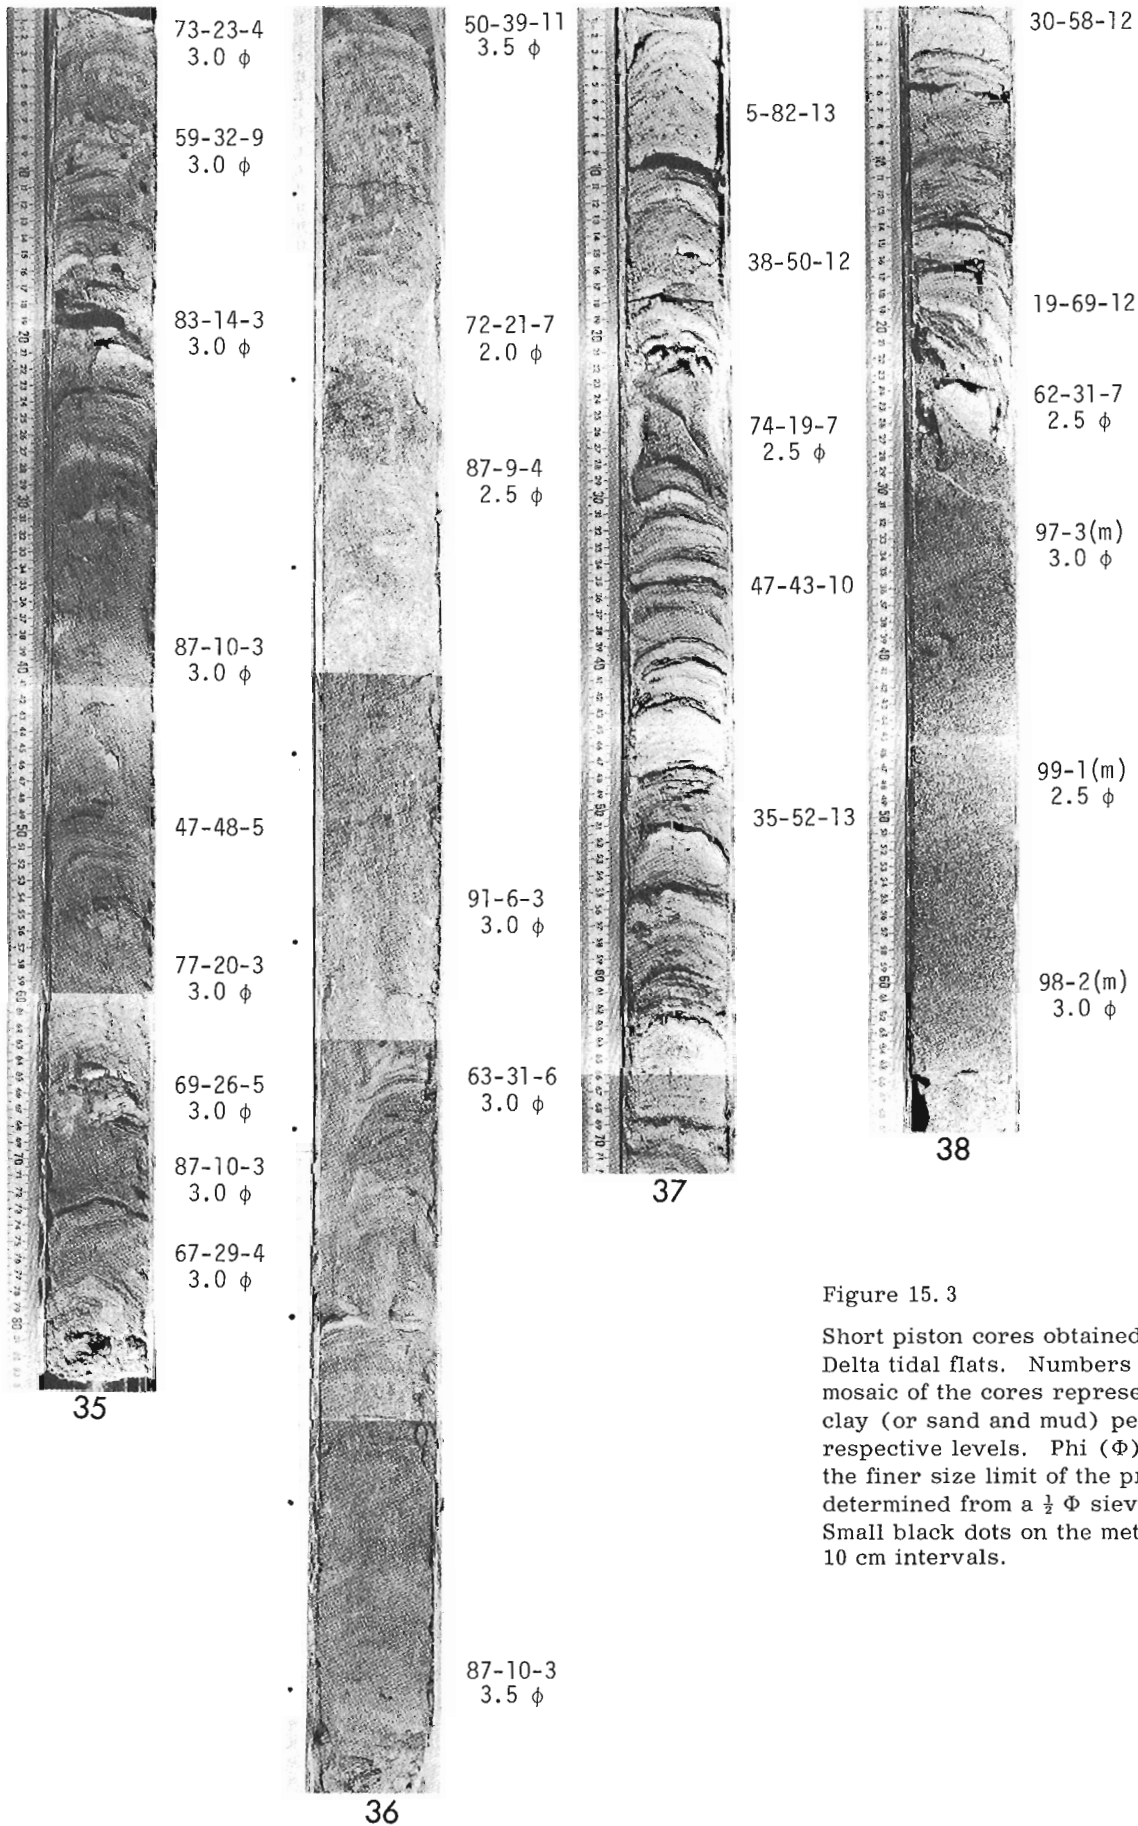 73-23-4
3.0 φ
59-32-9
3.0 φ
83-14-3
3.0 φ
87-10-3
3.0 φ
47-48-5
77-20-3
3.0 φ
69-26-5
3.0 φ
87-10-3
3.0 φ
67-29-4
3.0 φ
35
50-39-11
3.5 φ
72-21-7
2.0 φ
87-9-4
2.5 φ
91-6-3
3.0 φ
63-31-6
3.0 φ
87-10-3
3.5 φ
36
5-82-13
38-50-12
74-19-7
2.5 φ
47-43-10
35-52-13
37
30-58-12
19-69-12
62-31-7
2.5 φ
97-3(m)
3.0 φ
99-1(m)
2.5 φ
98-2(m)
3.0 φ
38
Figure 15.3
Short piston cores obtained
Delta tidal flats. Numbers
mosaic of the cores represe
clay (or sand and mud) pe
respective levels. Phi (Φ)
the finer size limit of the pr
determined from a ½ Φ siev
Small black dots on the met
10 cm intervals.